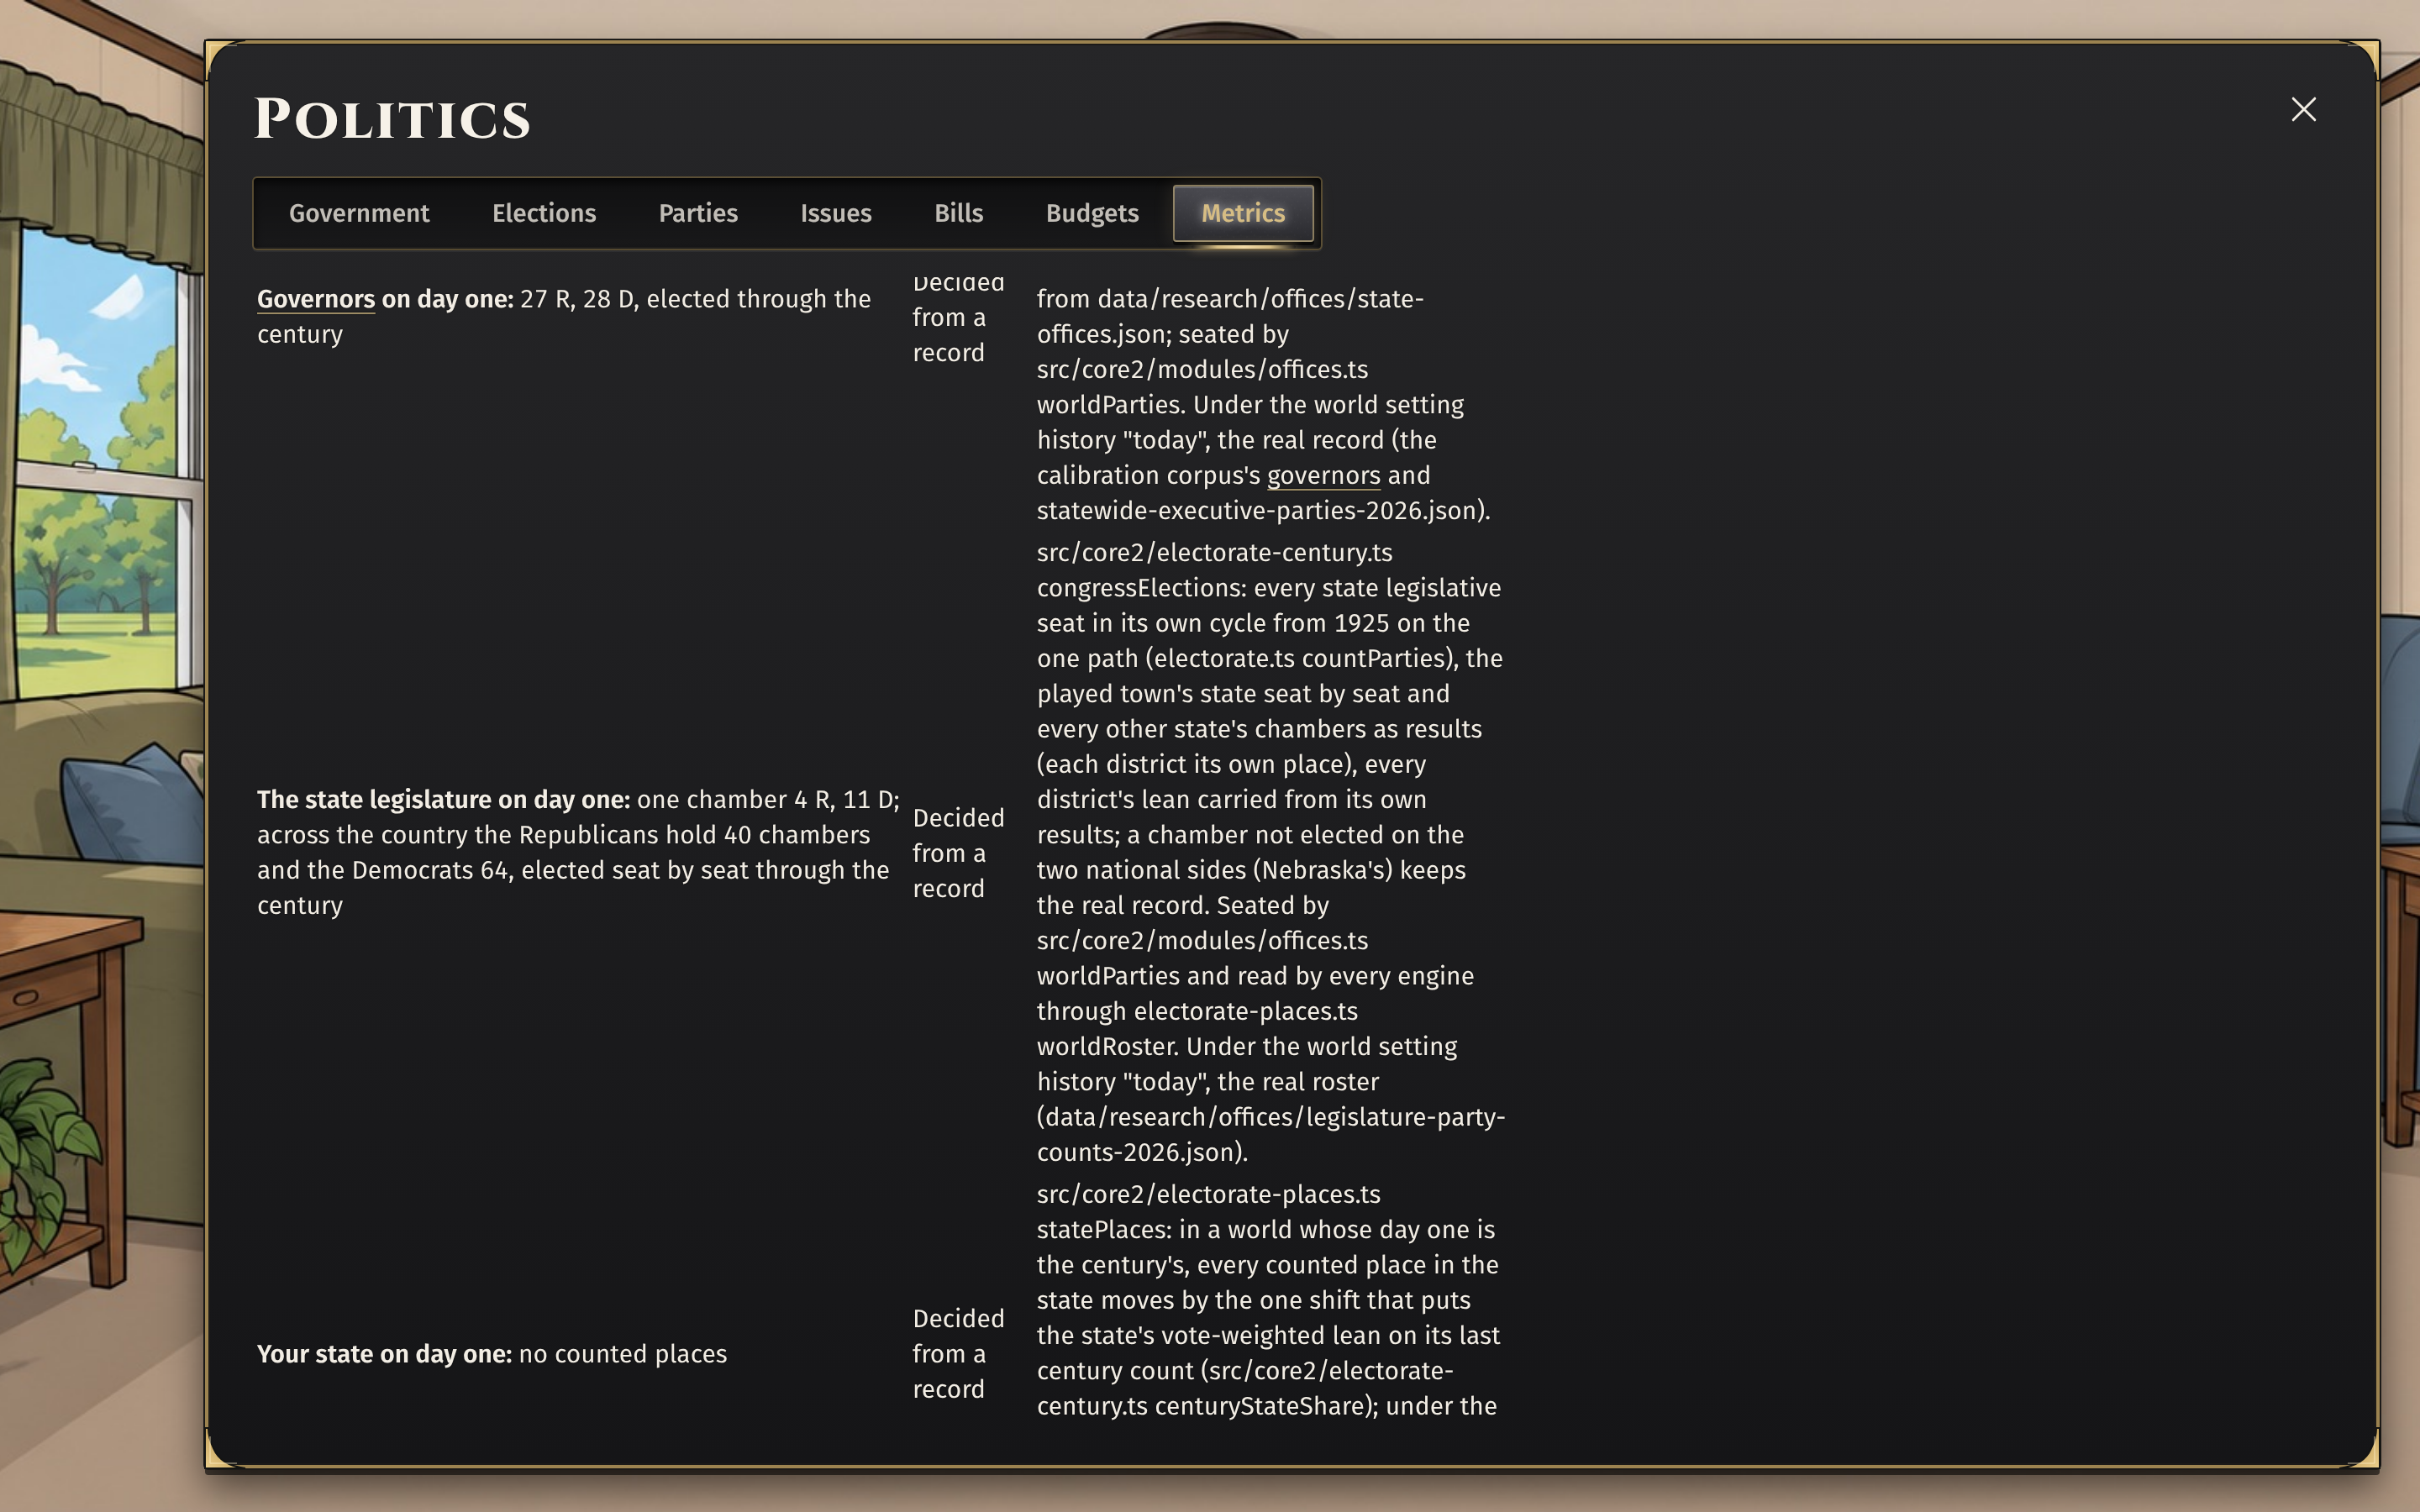 Politics
Government Elections Parties Issues Bills Budgets Metrics
Governors on day one: 27 R, 28 D, elected through the
century
Decided
from a
record
from data/research/offices/state-
offices.json; seated by
src/core2/modules/offices.ts
worldParties. Under the world setting
history "today", the real record (the
calibration corpus's governors and
statewide-executive-parties-2026.json).
The state legislature on day one: one chamber 4 R, 11 D;
across the country the Republicans hold 40 chambers
and the Democrats 64, elected seat by seat through the
century
Decided
from a
record
src/core2/electorate-century.ts
congressElections: every state legislative
seat in its own cycle from 1925 on the
one path (electorate.ts countParties), the
played town's state seat by seat and
every other state's chambers as results
(each district its own place), every
district's lean carried from its own
results; a chamber not elected on the
two national sides (Nebraska's) keeps
the real record. Seated by
src/core2/modules/offices.ts
worldParties and read by every engine
through electorate-places.ts
worldRoster. Under the world setting
history "today", the real roster
(data/research/offices/legislature-party-
counts-2026.json).
Your state on day one: no counted places
Decided
from a
record
src/core2/electorate-places.ts
statePlaces: in a world whose day one is
the century's, every counted place in the
state moves by the one shift that puts
the state's vote-weighted lean on its last
century count (src/core2/electorate-
century.ts centuryStateShare); under the